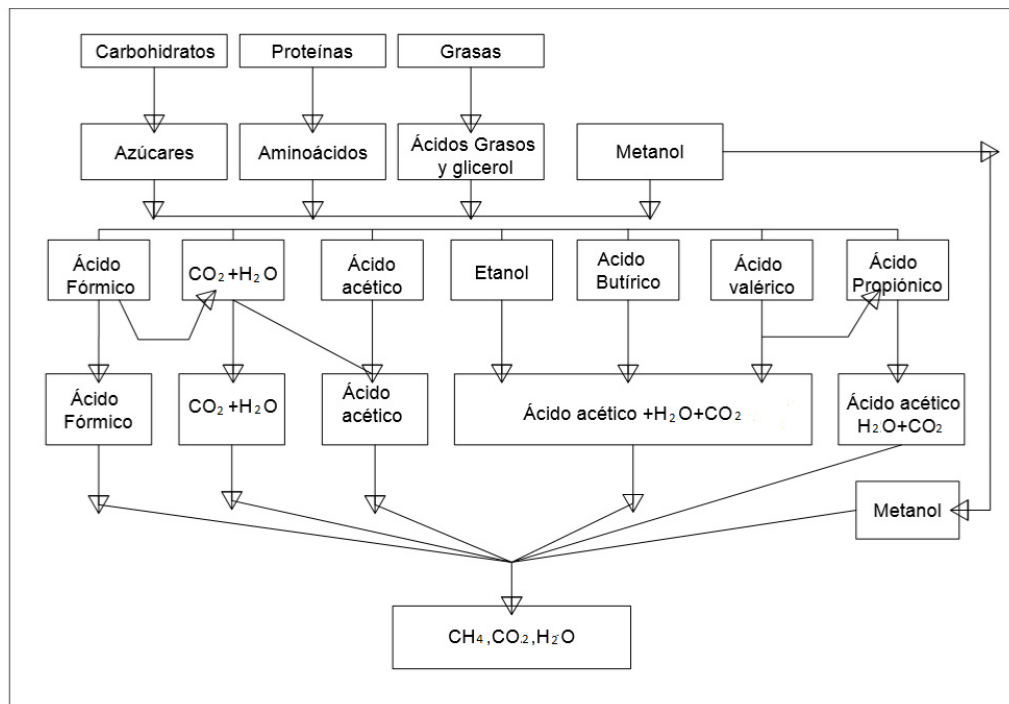 Carbohidratos
Proteínas
Grasas
Azúcares
Aminoácidos
Ácidos Grasos
y glicerol
Metanol
Ácido
Fórmico
CO₂+H₂O
Ácido
acético
Etanol
Acido
Butírico
Ácido
valérico
Ácido
Propiónico
Ácido
Fórmico
CO₂+H₂O
Ácido
acético
Ácido acético +H₂O+CO₂
Ácido acético
H₂O+CO₂
Metanol
CH₄,CO₂,H₂O